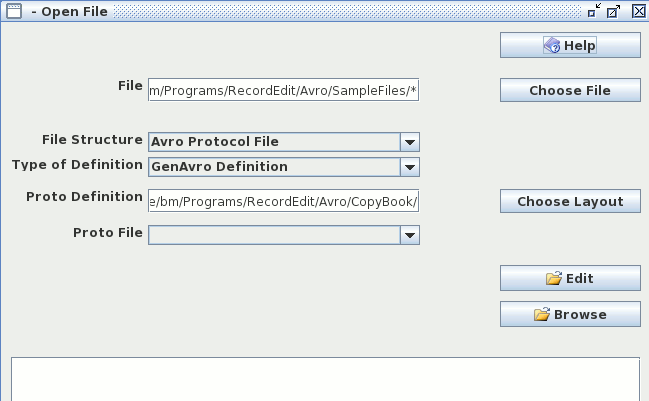 - Open File
Help
File m/Programs/RecordEdit/Avro/SampleFiles/* Choose File
File Structure Avro Protocol File
Type of Definition GenAvro Definition
Proto Definition e/bm/Programs/RecordEdit/Avro/CopyBook/ Choose Layout
Proto File
Edit
Browse